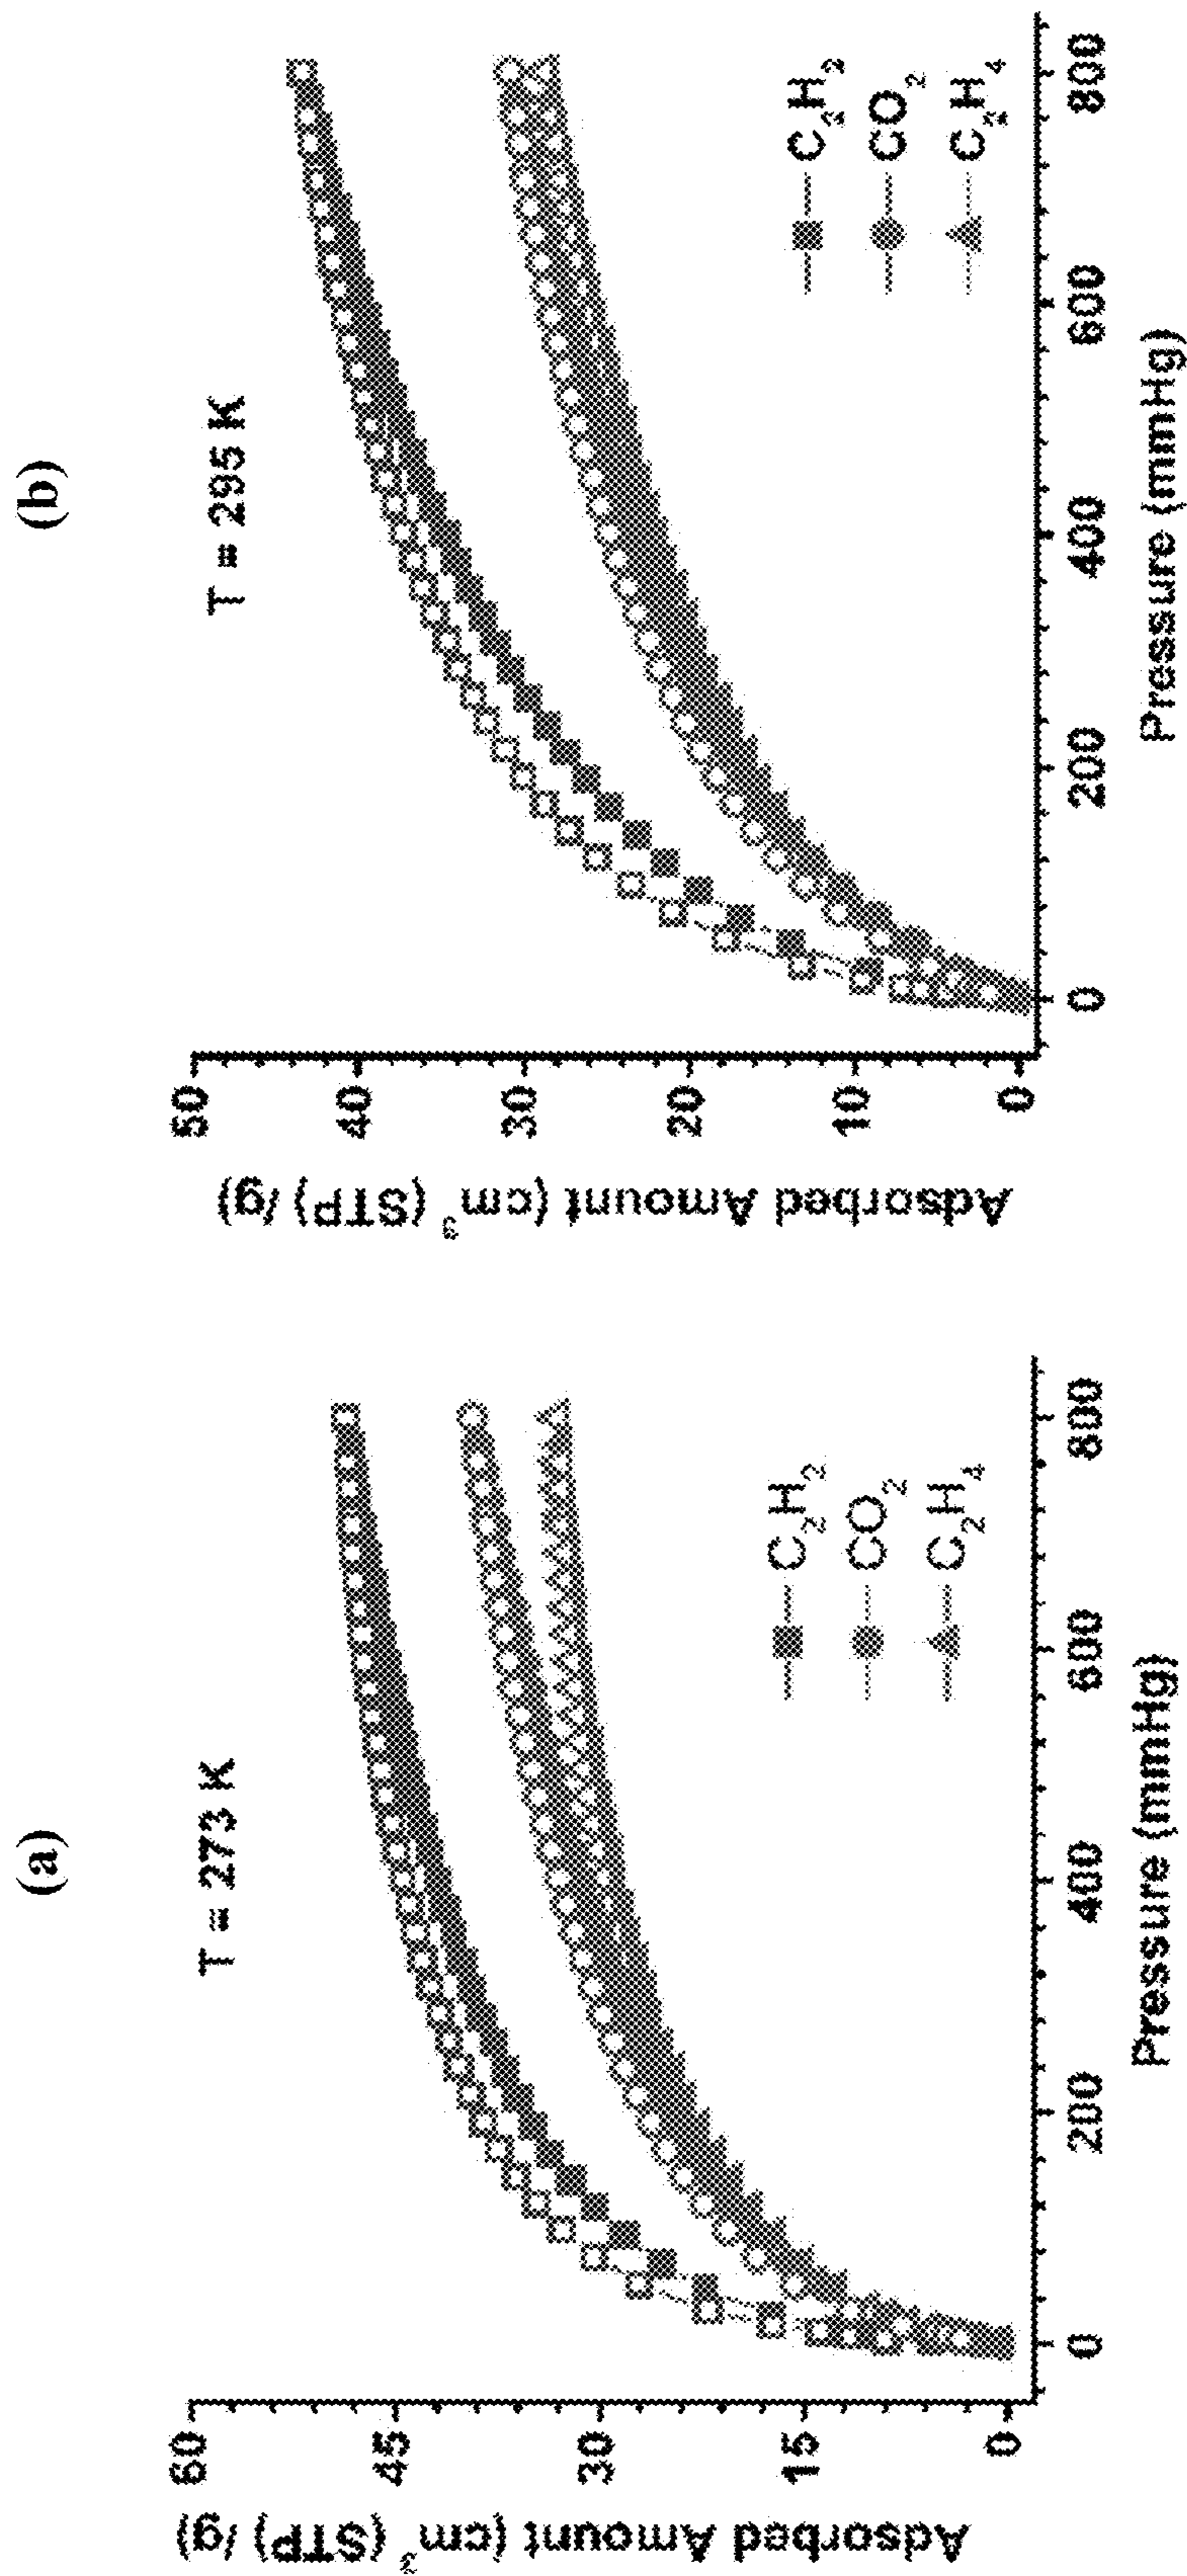 (a)
T = 273 K
Adsorbed Amount (cm³ (STP) /g)
60
45
30
15
0
0
200
400
600
800
Pressure (mmHg)
C₂H₂
CO₂
C₂H₄
(b)
T = 295 K
Adsorbed Amount (cm³ (STP) /g)
50
40
30
20
10
0
0
200
400
600
800
Pressure (mmHg)
C₂H₂
CO₂
C₂H₄